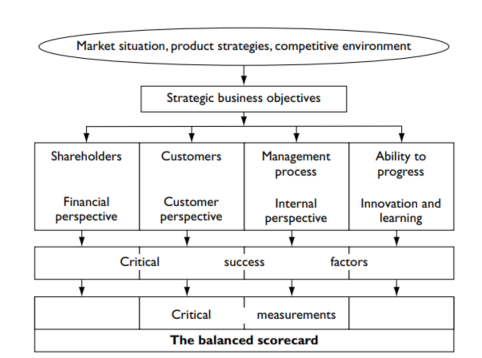 Market situation, product strategies, competitive environment
Strategic business objectives
Shareholders
Financial
perspective
Customers
Customer
perspective
Management
process
Internal
perspective
Ability to
progress
Innovation and
learning
Critical success factors
Critical measurements
The balanced scorecard